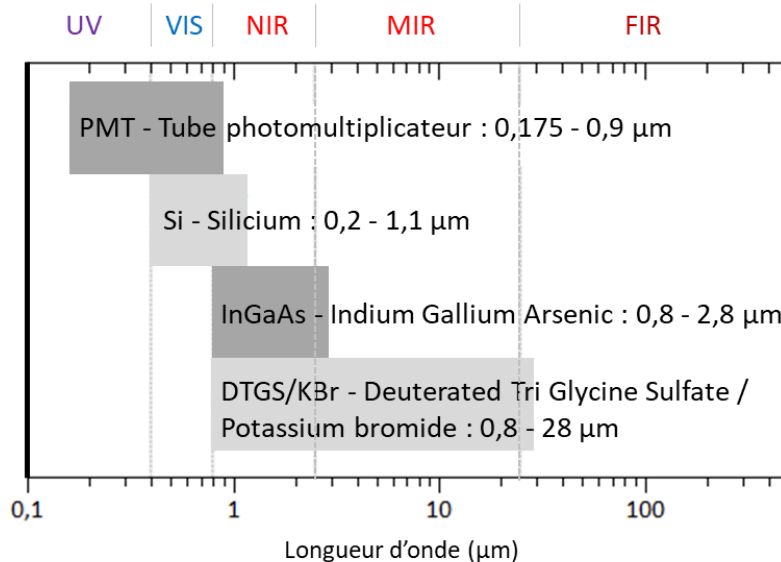 UV VIS NIR MIR FIR
PMT - Tube photomultiplicateur : 0,175 - 0,9 µm
Si - Silicium : 0,2 - 1,1 µm
InGaAs - Indium Gallium Arsenic : 0,8 - 2,8 µm
DTGS/KBr - Deuterated Tri Glycine Sulfate /
Potassium bromide : 0,8 - 28 µm
0,1 1 10 100
Longueur d’onde (µm)